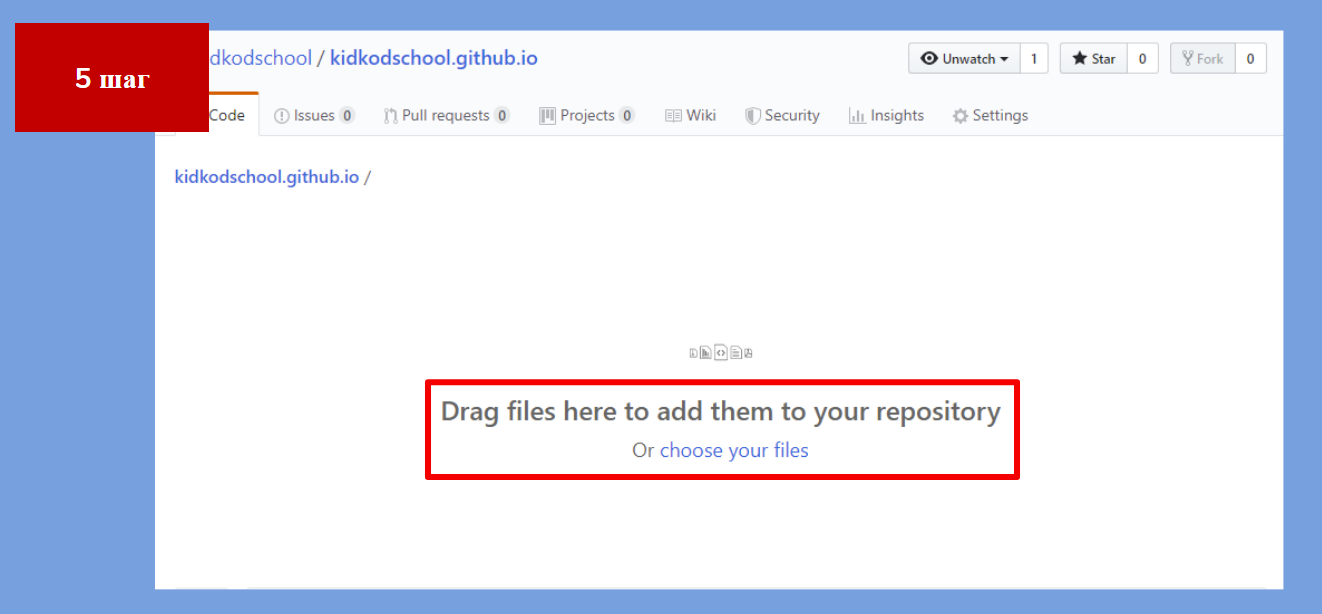 5 шаг
dkodschool / kidkodschool.github.io
Unwatch 1 Star 0 Fork 0
Code Issues 0 Pull requests 0 Projects 0 Wiki Security Insights Settings
kidkodschool.github.io /
Drag files here to add them to your repository
Or choose your files